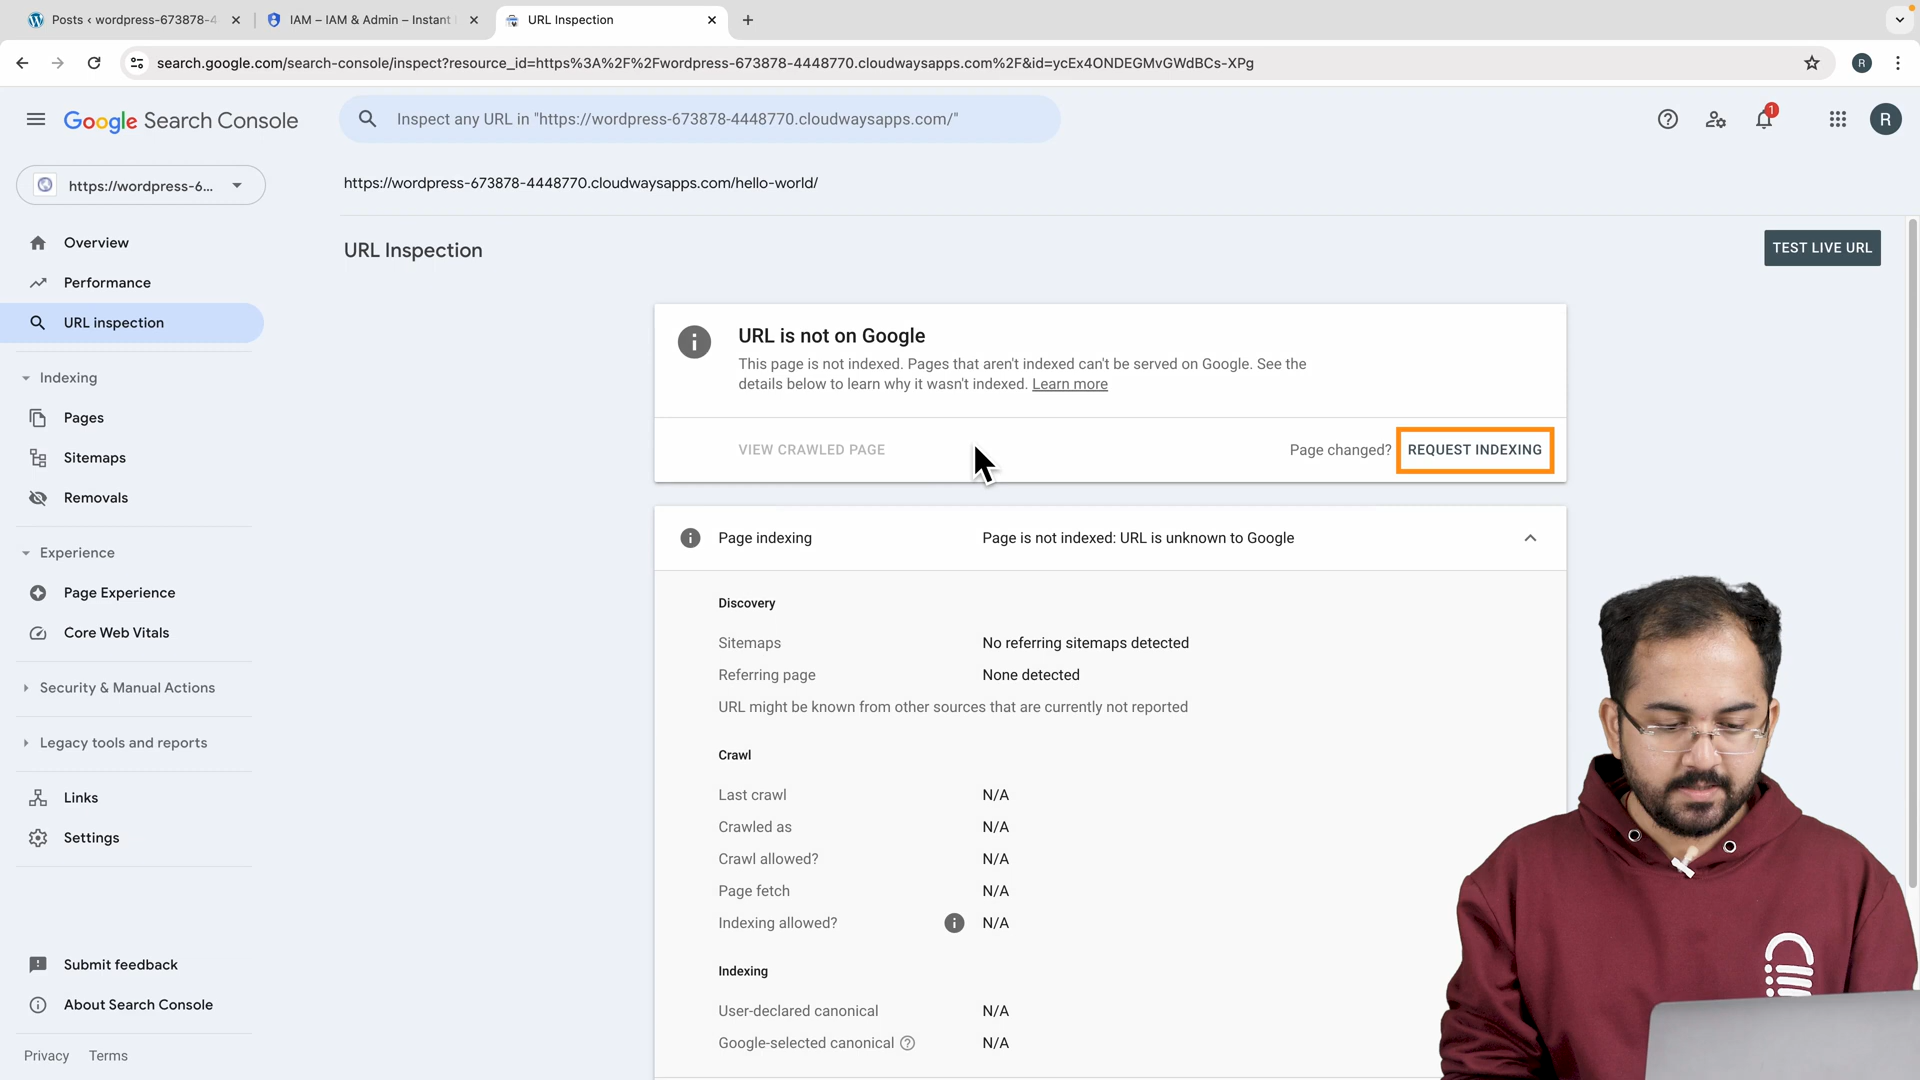 Posts ‹ wordpress-673878-4
IAM – IAM & Admin – Instant
URL Inspection
search.google.com/search-console/inspect?resource_id=https%3A%2F%2Fwordpress-673878-4448770.cloudwaysapps.com%2F&id=ycEx4ONDEGMvGWdBCs-XPg
R
Google Search Console
Inspect any URL in "https://wordpress-673878-4448770.cloudwaysapps.com/"
1
R
https://wordpress-6...
https://wordpress-673878-4448770.cloudwaysapps.com/hello-world/
Overview
Performance
URL inspection
Indexing
Pages
Sitemaps
Removals
Experience
Page Experience
Core Web Vitals
Security & Manual Actions
Legacy tools and reports
Links
Settings
Submit feedback
About Search Console
Privacy
Terms
URL Inspection
TEST LIVE URL
URL is not on Google
This page is not indexed. Pages that aren't indexed can't be served on Google. See the
details below to learn why it wasn't indexed. Learn more
VIEW CRAWLED PAGE
Page changed? REQUEST INDEXING
Page indexing
Page is not indexed: URL is unknown to Google
Discovery
Sitemaps
No referring sitemaps detected
Referring page
None detected
URL might be known from other sources that are currently not reported
Crawl
Last crawl
N/A
Crawled as
N/A
Crawl allowed?
N/A
Page fetch
N/A
Indexing allowed?
N/A
Indexing
User-declared canonical
N/A
Google-selected canonical
N/A